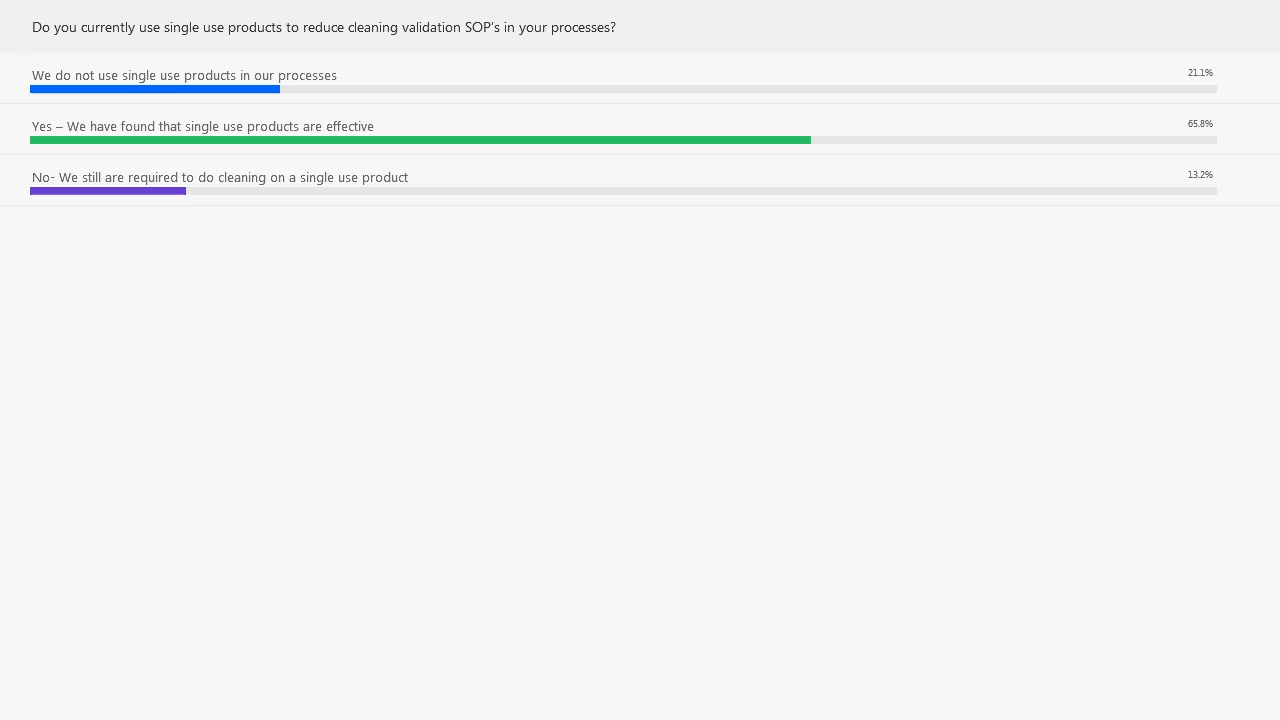 Do you currently use single use products to reduce cleaning validation SOP's in your processes?
We do not use single use products in our processes
21.1%
Yes – We have found that single use products are effective
65.8%
No- We still are required to do cleaning on a single use product
13.2%